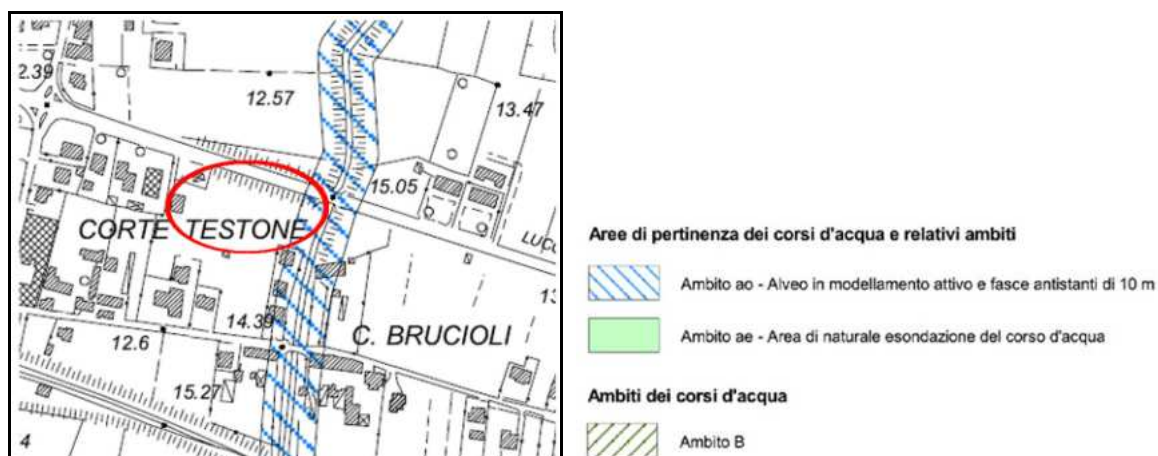 2.39
12.57
13.47
15.05
CORTE TESTONE
LUCC
13
14.39
C. BRUCIOLI
12.6
15.27
4
Aree di pertinenza dei corsi d'acqua e relativi ambiti
Ambito ao - Alveo in modellamento attivo e fasce antistanti di 10 m
Ambito ae - Area di naturale esondazione del corso d'acqua
Ambiti dei corsi d'acqua
Ambito B